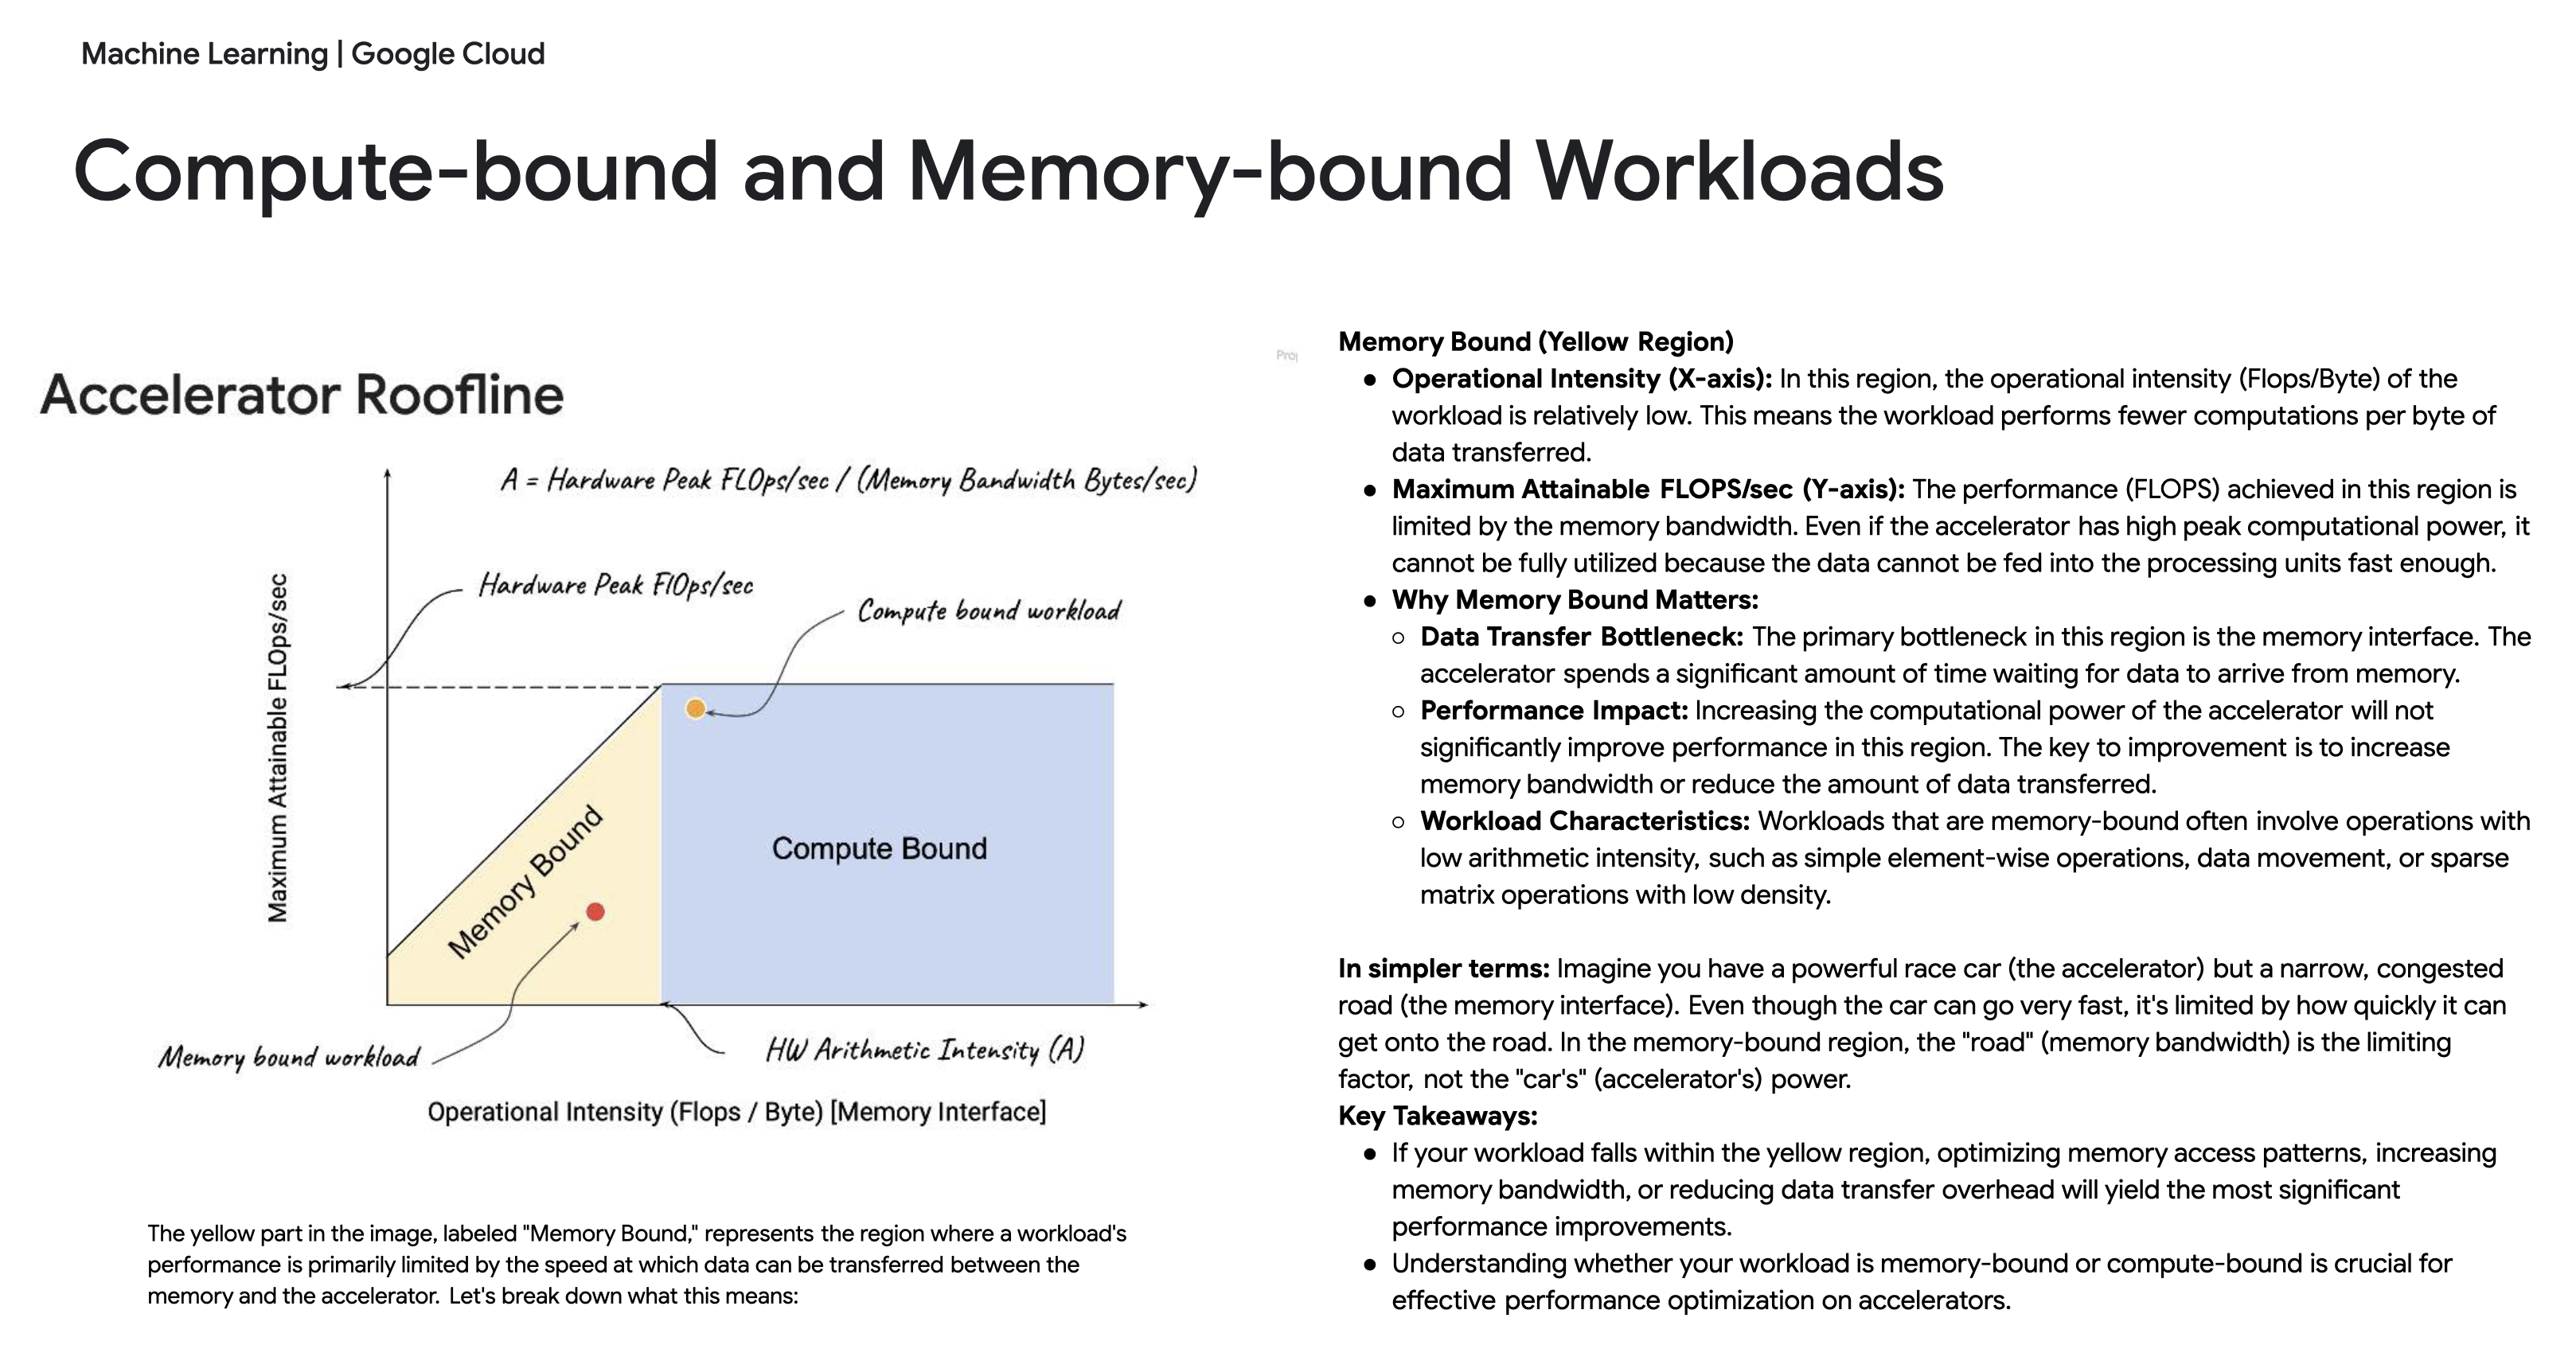 Machine Learning | Google Cloud
Compute-bound and Memory-bound Workloads
Accelerator Roofline
A = Hardware Peak FLOps/sec / (Memory Bandwidth Bytes/sec)
Hardware Peak FlOps/sec
Compute bound workload
Maximum Attainable FLOps/sec
Memory Bound
Compute Bound
Memory bound workload
HW Arithmetic Intensity (A)
Operational Intensity (Flops / Byte) [Memory Interface]
The yellow part in the image, labeled "Memory Bound," represents the region where a workload's
performance is primarily limited by the speed at which data can be transferred between the
memory and the accelerator. Let's break down what this means:
Memory Bound (Yellow Region)
● Operational Intensity (X-axis): In this region, the operational intensity (Flops/Byte) of the
workload is relatively low. This means the workload performs fewer computations per byte of
data transferred.
● Maximum Attainable FLOPS/sec (Y-axis): The performance (FLOPS) achieved in this region is
limited by the memory bandwidth. Even if the accelerator has high peak computational power, it
cannot be fully utilized because the data cannot be fed into the processing units fast enough.
● Why Memory Bound Matters:
○ Data Transfer Bottleneck: The primary bottleneck in this region is the memory interface. The
accelerator spends a significant amount of time waiting for data to arrive from memory.
○ Performance Impact: Increasing the computational power of the accelerator will not
significantly improve performance in this region. The key to improvement is to increase
memory bandwidth or reduce the amount of data transferred.
○ Workload Characteristics: Workloads that are memory-bound often involve operations with
low arithmetic intensity, such as simple element-wise operations, data movement, or sparse
matrix operations with low density.
In simpler terms: Imagine you have a powerful race car (the accelerator) but a narrow, congested
road (the memory interface). Even though the car can go very fast, it's limited by how quickly it can
get onto the road. In the memory-bound region, the "road" (memory bandwidth) is the limiting
factor, not the "car's" (accelerator's) power.
Key Takeaways:
● If your workload falls within the yellow region, optimizing memory access patterns, increasing
memory bandwidth, or reducing data transfer overhead will yield the most significant
performance improvements.
● Understanding whether your workload is memory-bound or compute-bound is crucial for
effective performance optimization on accelerators.